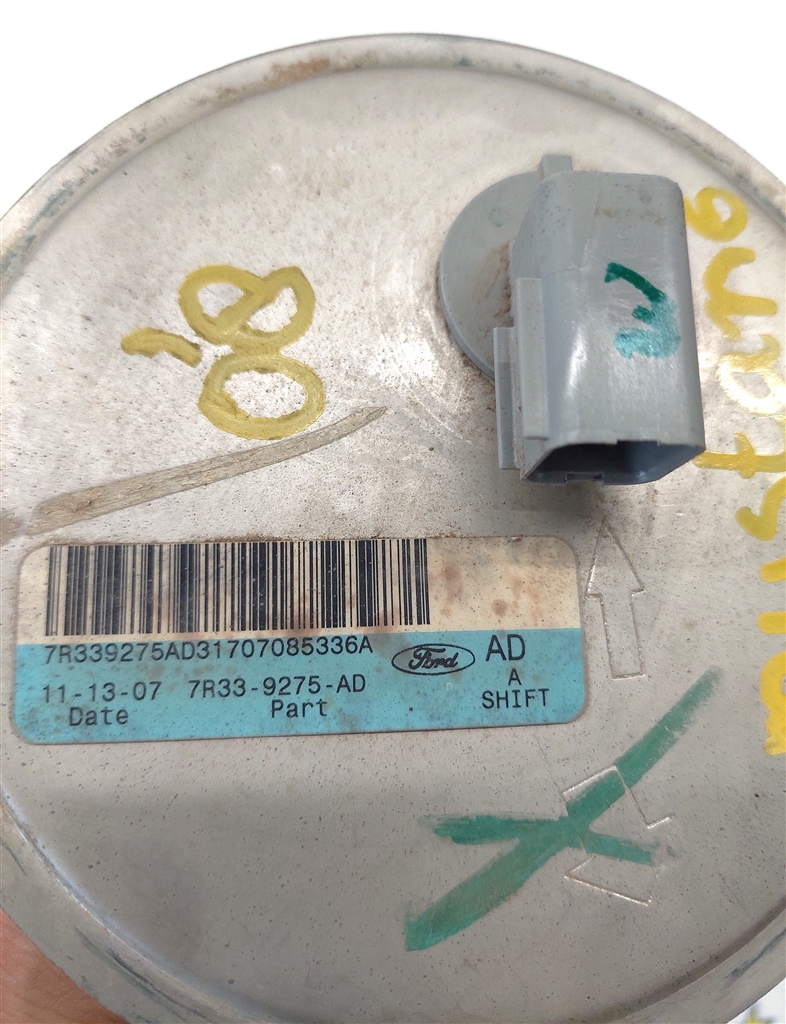 '08
W
7R339275AD31707085336A
Ford
AD
11-13-07 7R33-9275-AD
A
Date Part
SHIFT